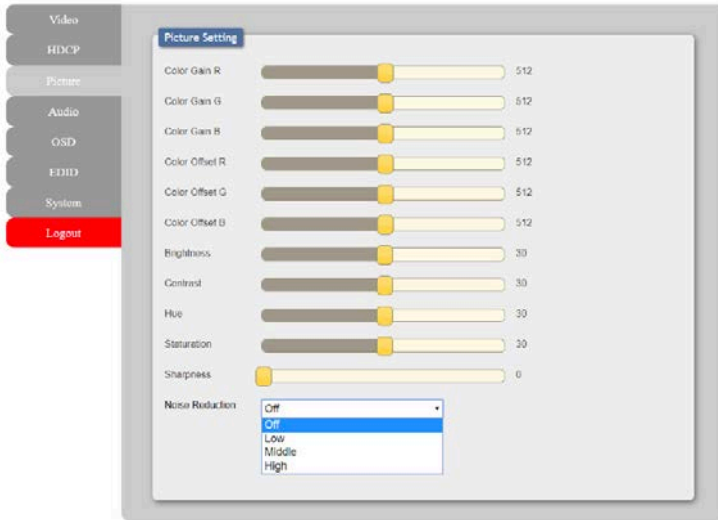 Video
HDCP
Picture
Audio
OSD
EDID
System
Logout
Picture Setting
Color Gain R 512
Color Gain G 512
Color Gain B 512
Color Offset R 512
Color Offset G 512
Color Offset B 512
Brightness 30
Contrast 30
Hue 30
Staturation 30
Sharpness 0
Noise Reduction Off
Off
Low
Middle
High